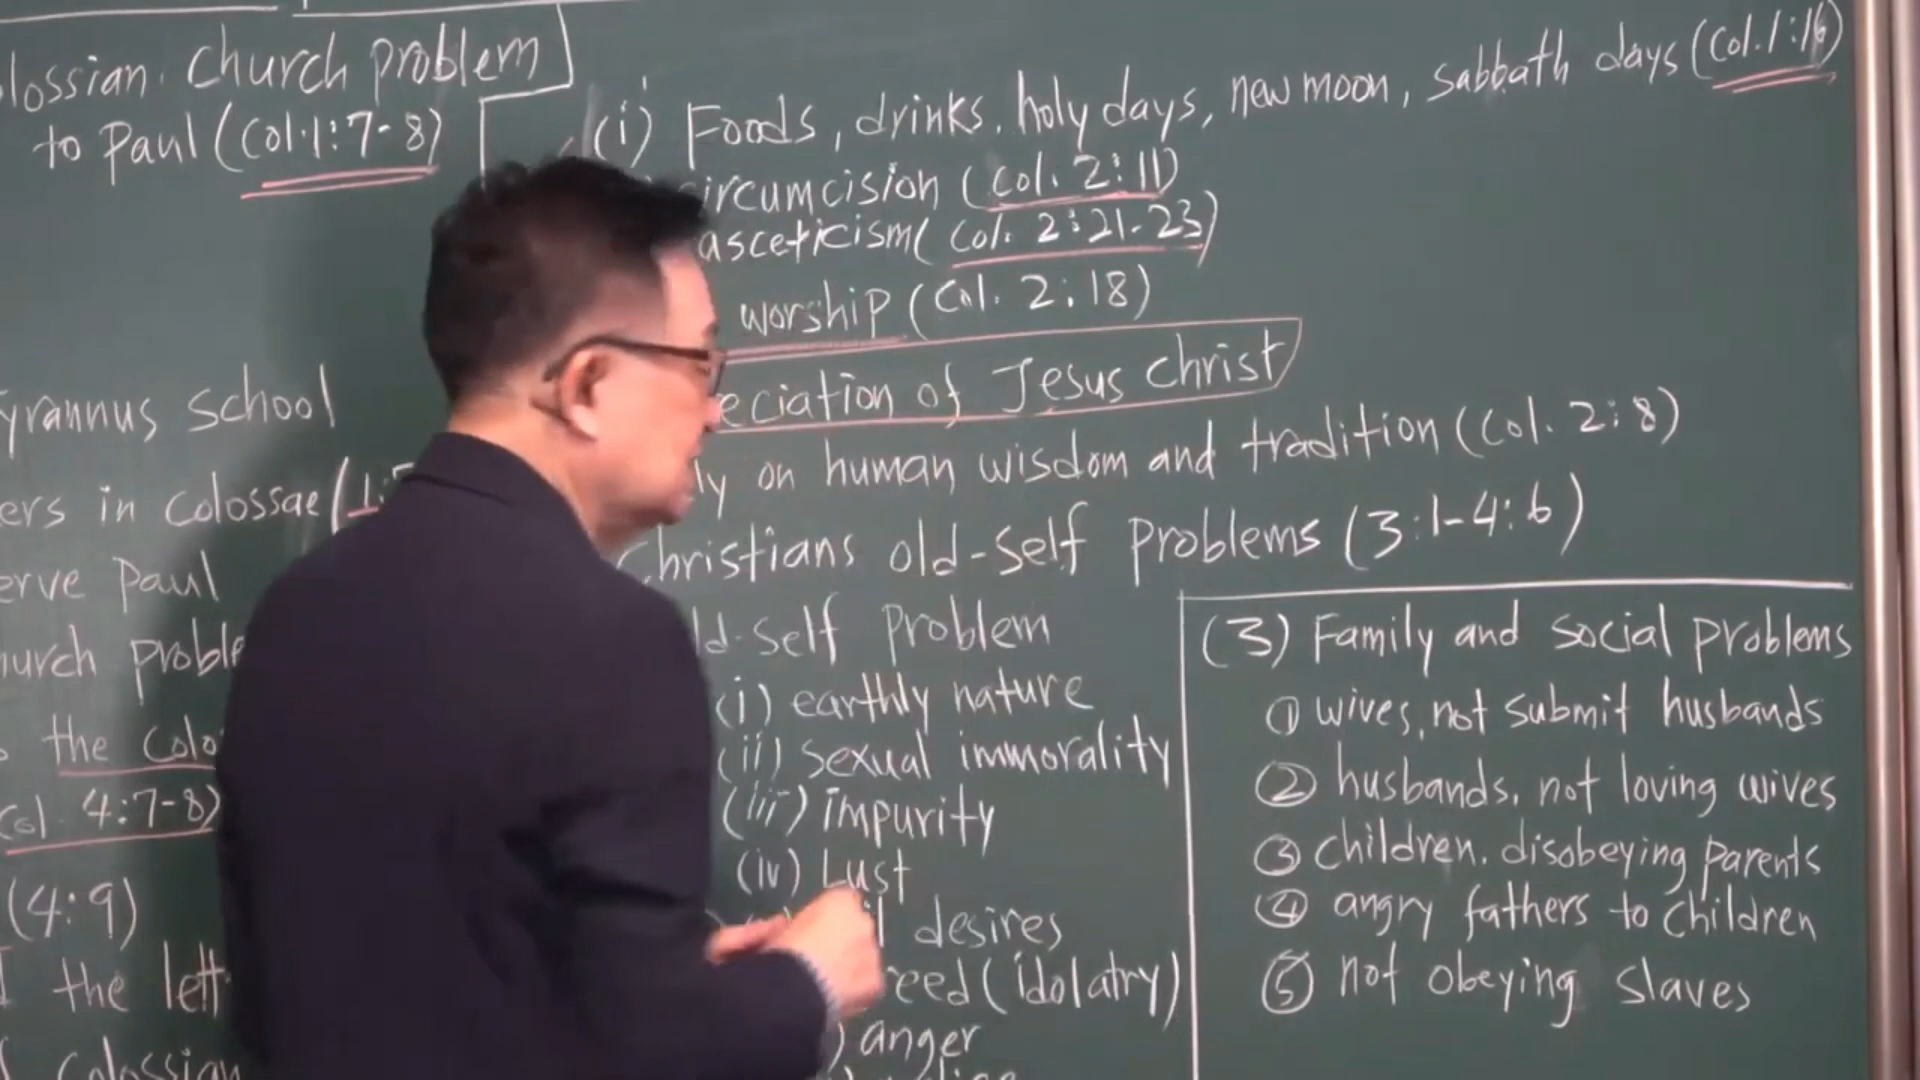 lossian church problem
to Paul (Col. 1:7-8)
yrannus school
ers in Colossae (1:
erve Paul
hurch proble
the Colo
Col. 4:7-8)
(4:9)
the lett
Colossian
(i) Foods, drinks, holy days, new moon, sabbath days (Col. 1:16)
ircumcision (Col. 2:11)
asceticism (Col. 2:21-23)
worship (Col. 2:18)
eciation of Jesus Christ
ly on human wisdom and tradition (Col. 2:8)
Christians old-self problems (3:1-4:6)
ld-self problem
(i) earthly nature
(ii) sexual immorality
(iii) impurity
(iv) Lust
il desires
reed (idolatry)
anger
(3) Family and social problems
① wives, not submit husbands
② husbands, not loving wives
③ children, disobeying parents
④ angry fathers to children
⑤ not obeying slaves